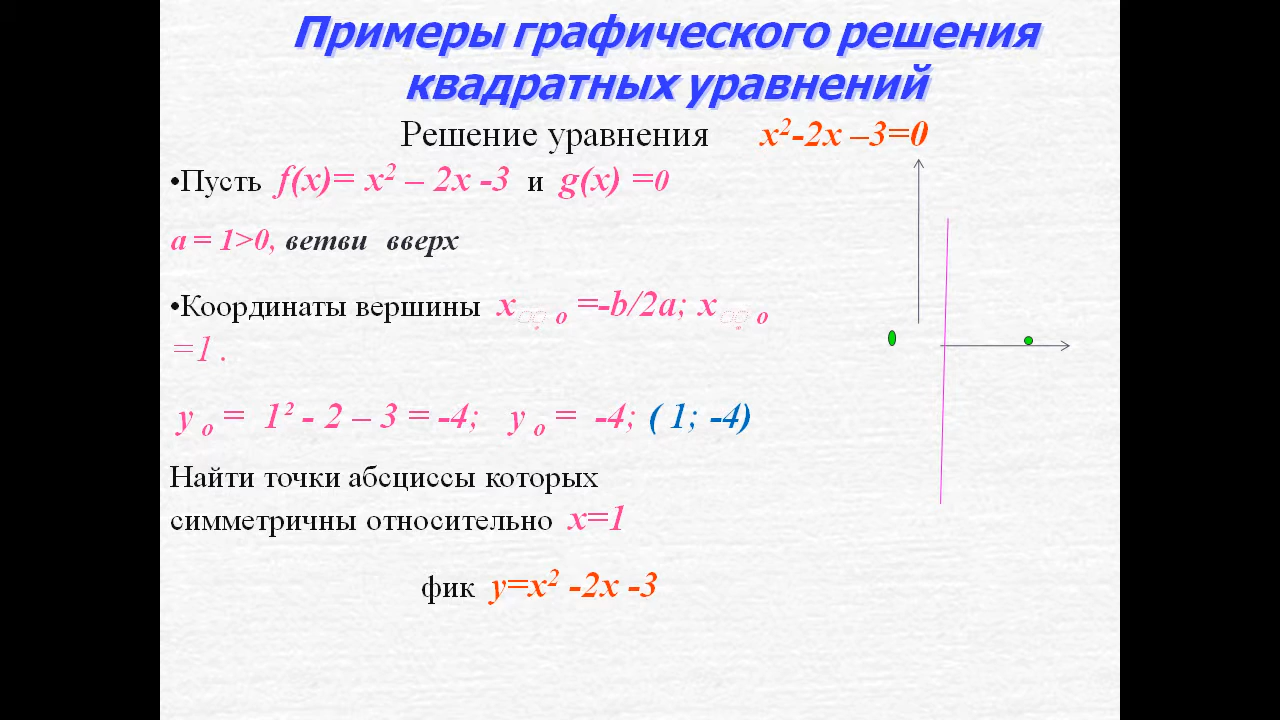 Примеры графического решения
квадратных уравнений
Решение уравнения x²-2x –3=0
•Пусть f(x)= x² – 2x -3 и g(x) =0
a = 1>0, ветви вверх
•Координаты вершины x o =-b/2a; x o
=1 .
y o = 1² - 2 – 3 = -4; y o = -4; ( 1; -4)
Найти точки абсциссы которых
симметричны относительно x=1
фик y=x² -2x -3